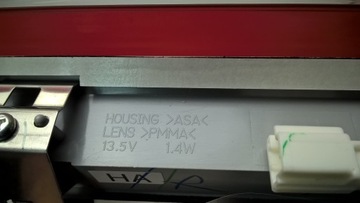 HOUSING >ASA<
LENS >PMMA<
13.5V 1.4W